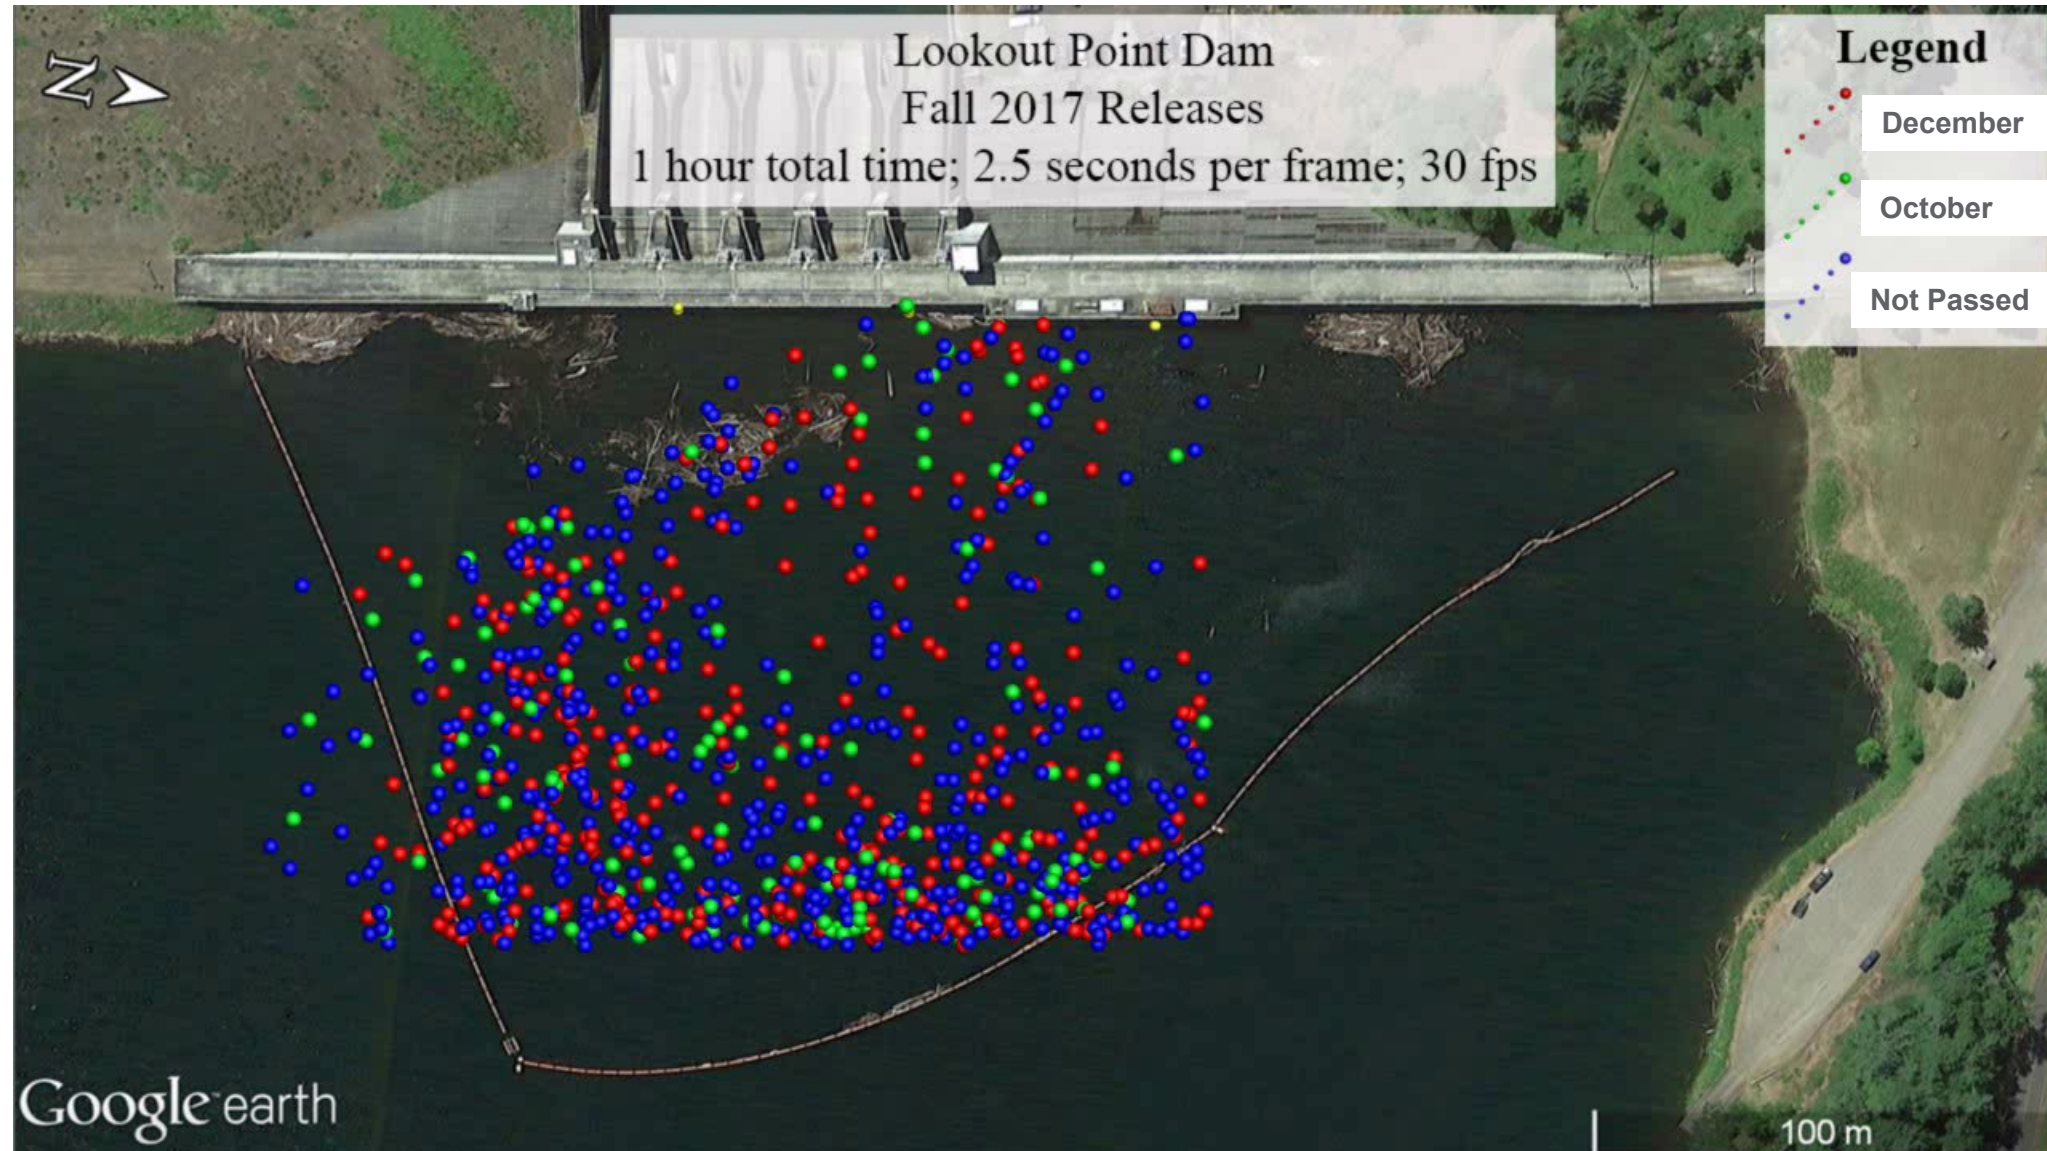 N
Lookout Point Dam
Fall 2017 Releases
1 hour total time; 2.5 seconds per frame; 30 fps
Legend
December
October
Not Passed
Google earth
100 m